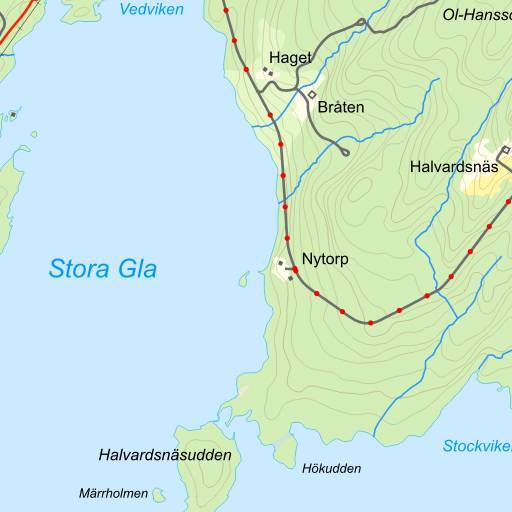 Vedviken
Ol-Hansso
Haget
Bråten
Halvardsnäs
Nytorp
Stora Gla
Stockviken
Halvardsnäsudden
Hökudden
Märrholmen